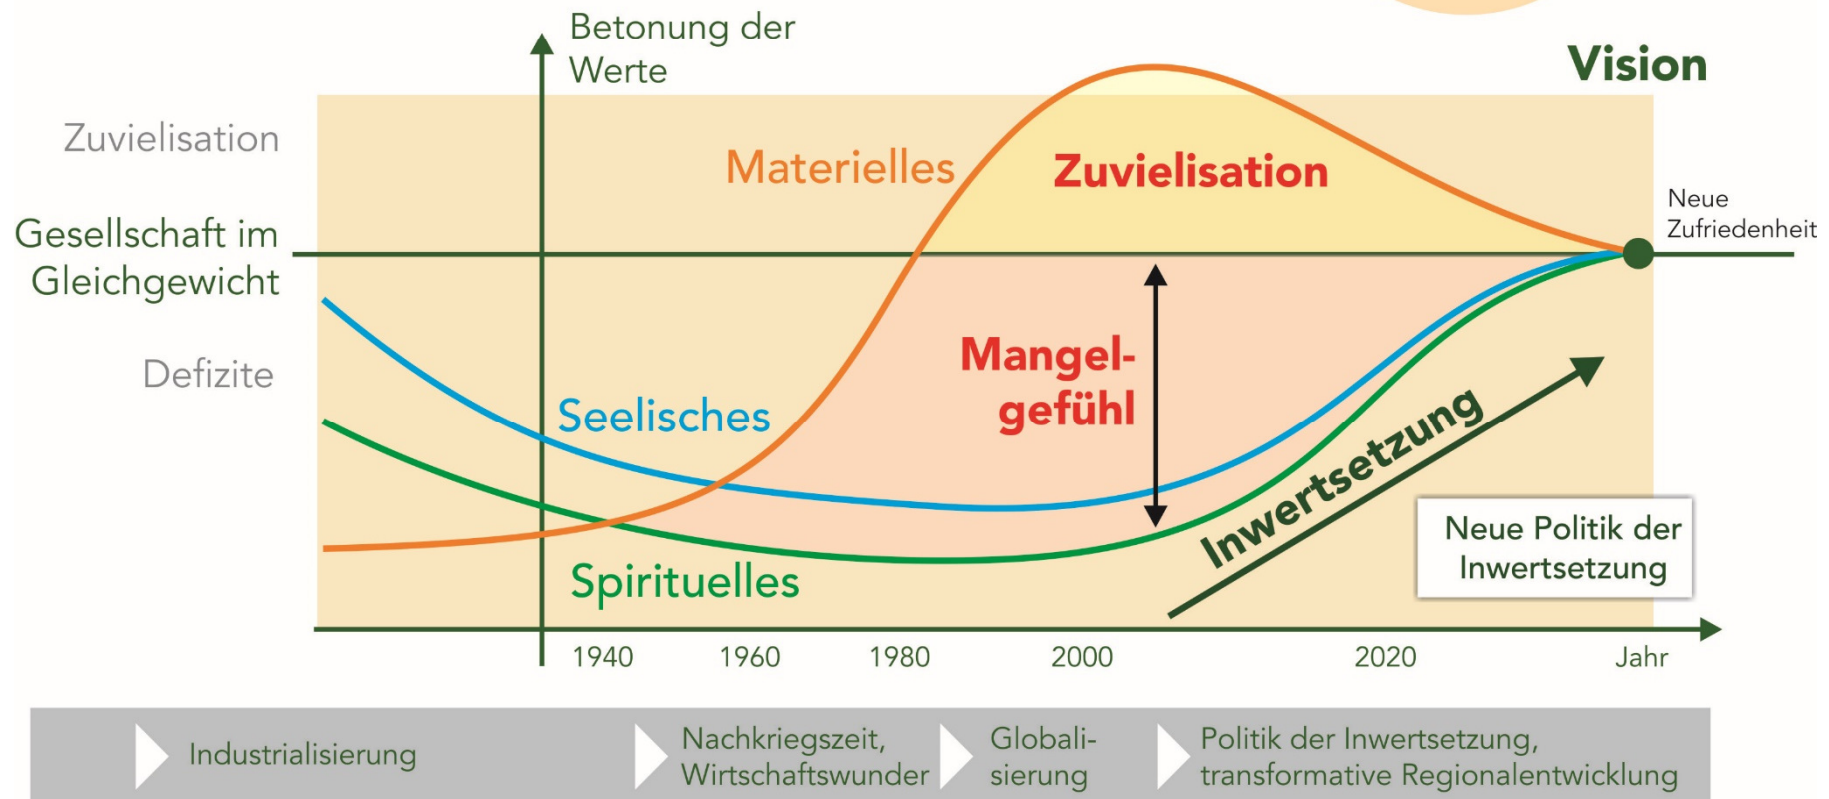 Betonung der
Werte
Vision
Zuvielisation
Materielles
Zuvielisation
Neue
Zufriedenheit
Gesellschaft im
Gleichgewicht
Defizite
Mangel-
gefühl
Seelisches
Inwertsetzung
Neue Politik der
Inwertsetzung
Spirituelles
1940 1960 1980 2000 2020 Jahr
Industrialisierung
Nachkriegszeit,
Wirtschaftswunder
Globali-
sierung
Politik der Inwertsetzung,
transformative Regionalentwicklung